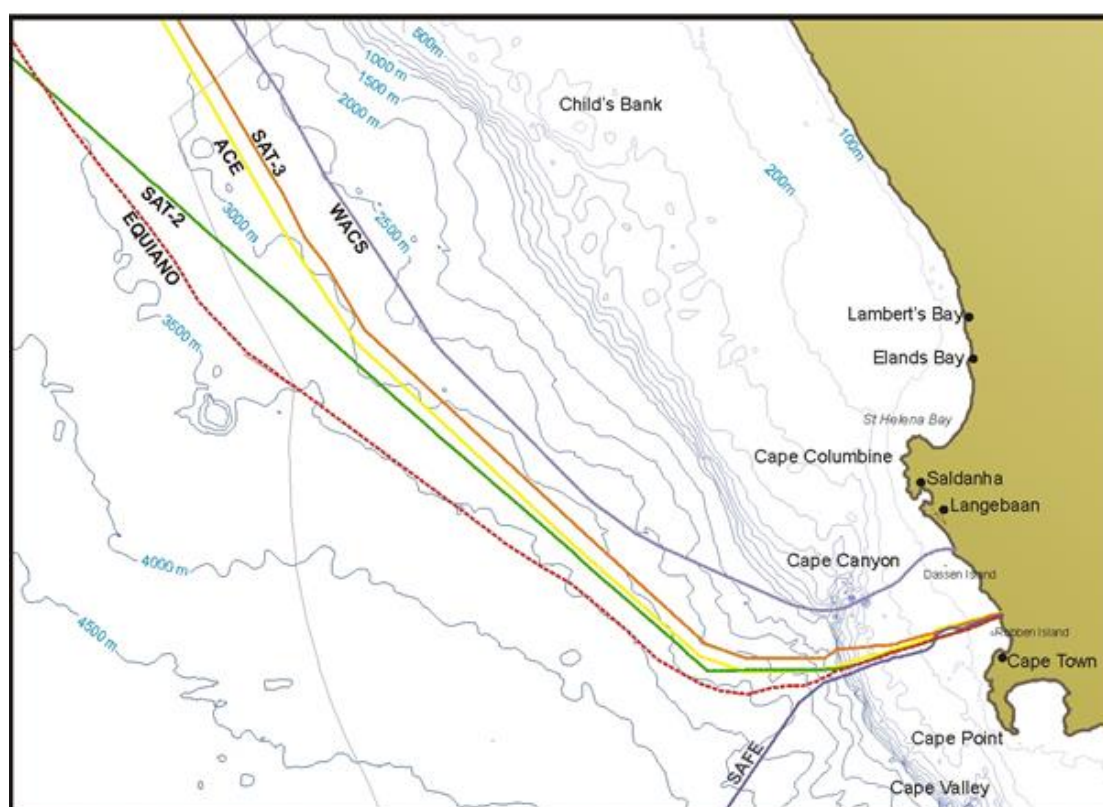 500m
1000 m
1500 m
2000 m
Child's Bank
100m
200m
SAT-3
ACE
WACS
2500 m
3000 m
SAT-2
EQUIANO
3500 m
Lambert's Bay
Elands Bay
St Helena Bay
Cape Columbine
Saldanha
Langebaan
Cape Canyon
Dassen Island
4000 m
4500 m
Robben Island
Cape Town
Cape Point
SAFE
Cape Valley